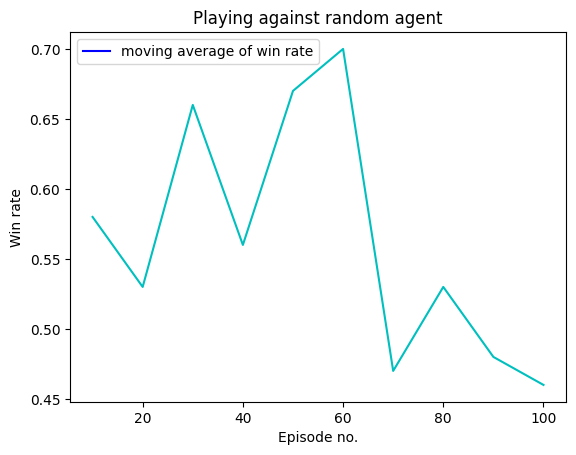 Playing against random agent
moving average of win rate
0.70
0.65
0.60
0.55
0.50
0.45
Win rate
20 40 60 80 100
Episode no.